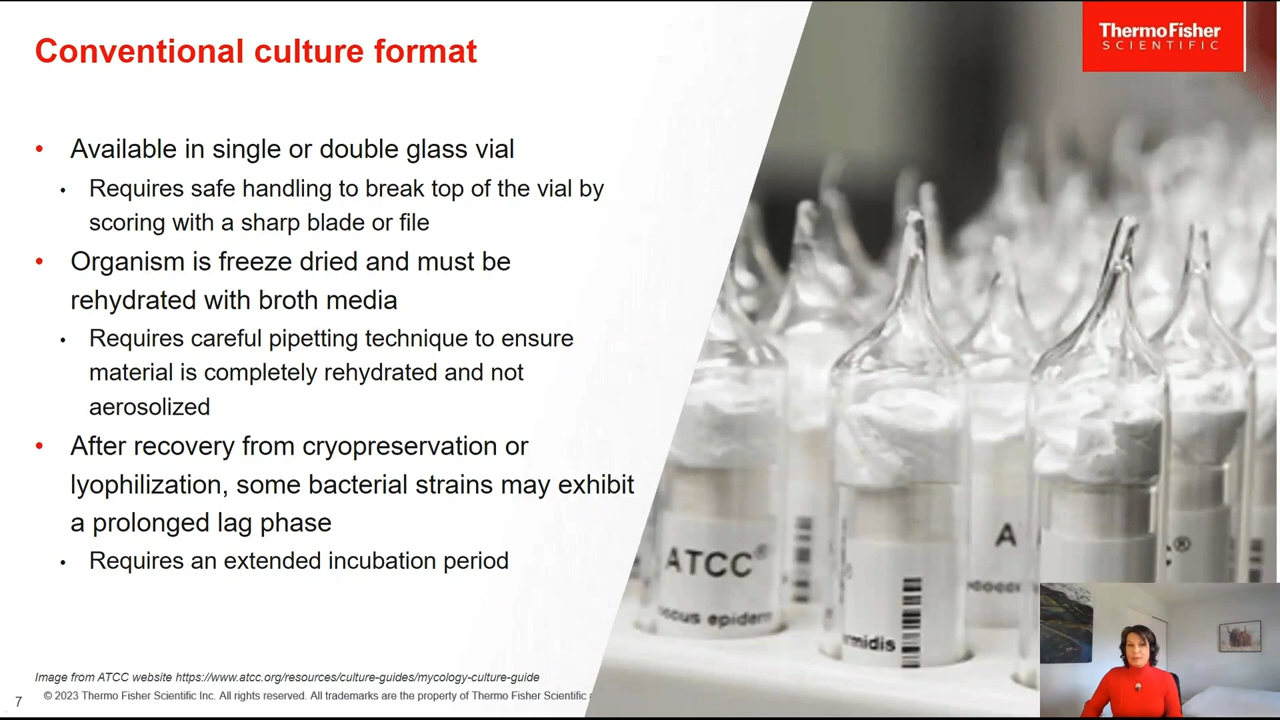 Conventional culture format
ThermoFisher
SCIENTIFIC
• Available in single or double glass vial
• Requires safe handling to break top of the vial by
scoring with a sharp blade or file
• Organism is freeze dried and must be
rehydrated with broth media
• Requires careful pipetting technique to ensure
material is completely rehydrated and not
aerosolized
• After recovery from cryopreservation or
lyophilization, some bacterial strains may exhibit
a prolonged lag phase
• Requires an extended incubation period
ATCC®
ocus epiderm
rmidis
A
Image from ATCC website https://www.atcc.org/resources/culture-guides/mycology-culture-guide
7 © 2023 Thermo Fisher Scientific Inc. All rights reserved. All trademarks are the property of Thermo Fisher Scientific